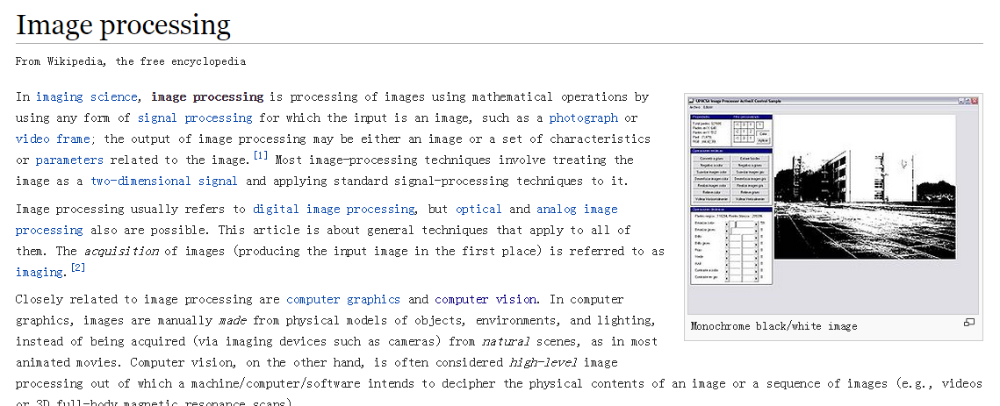 Image processing
From Wikipedia, the free encyclopedia
In imaging science, image processing is processing of images using mathematical operations by
using any form of signal processing for which the input is an image, such as a photograph or
video frame; the output of image processing may be either an image or a set of characteristics
or parameters related to the image.[1] Most image-processing techniques involve treating the
image as a two-dimensional signal and applying standard signal-processing techniques to it.
Image processing usually refers to digital image processing, but optical and analog image
processing also are possible. This article is about general techniques that apply to all of
them. The acquisition of images (producing the input image in the first place) is referred to as
imaging.[2]
Closely related to image processing are computer graphics and computer vision. In computer
graphics, images are manually made from physical models of objects, environments, and lighting,
instead of being acquired (via imaging devices such as cameras) from natural scenes, as in most
animated movies. Computer vision, on the other hand, is often considered high-level image
processing out of which a machine/computer/software intends to decipher the physical contents of an image or a sequence of images (e.g., videos
or 3D full-body magnetic resonance scans).
UPIICSA Image Processor ActiveX Control Sample
Monochrome black/white image